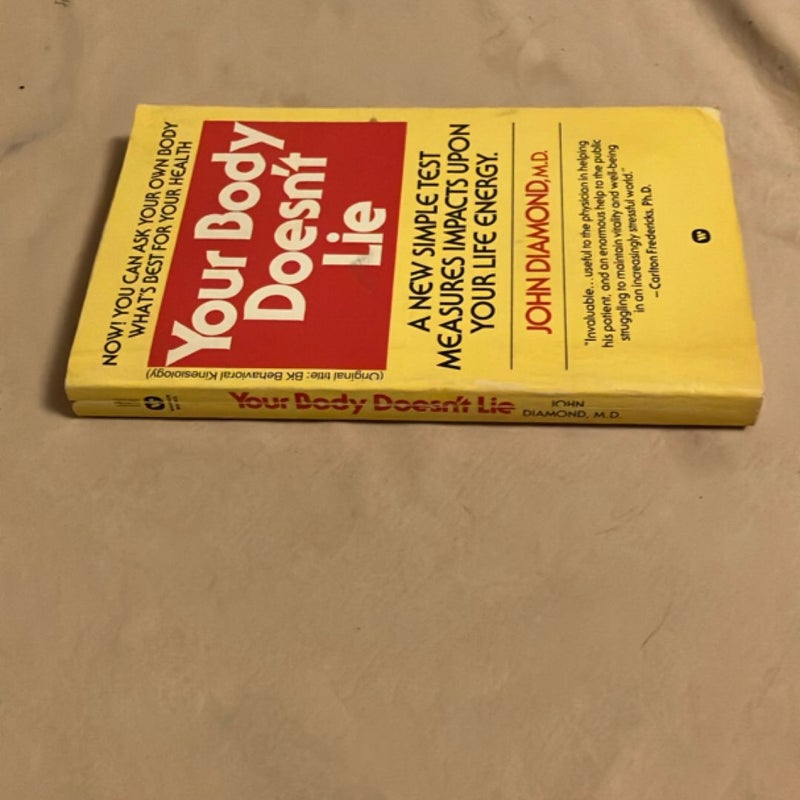 NOW! YOU CAN ASK YOUR OWN BODY
WHAT'S BEST FOR YOUR HEALTH
Your Body
Doesn't
Lie
(Original title: BK Behavioral Kinesiology)
A NEW SIMPLE TEST
MEASURES IMPACTS UPON
YOUR LIFE ENERGY.
JOHN DIAMOND, M.D.
"Invaluable...useful to the physician in helping
his patient, and an enormous help to the public
struggling to maintain vitality and well-being
in an increasingly stressful world."
—Carlton Fredericks, Ph.D.
Your Body Doesn't Lie
JOHN
DIAMOND, M.D.